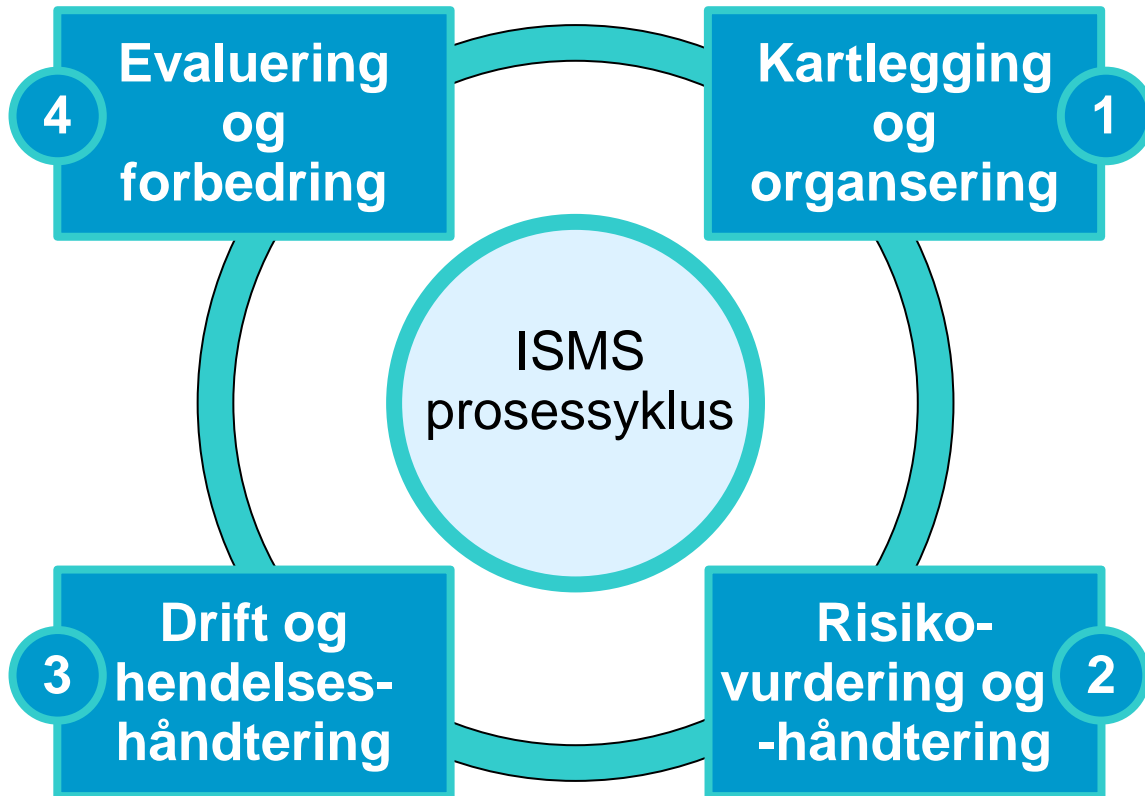 Kartlegging
og
organsering
1
Risiko-
vurdering og
-håndtering
2
Drift og
hendelses-
håndtering
3
Evaluering
og
forbedring
4
ISMS
prosessyklus